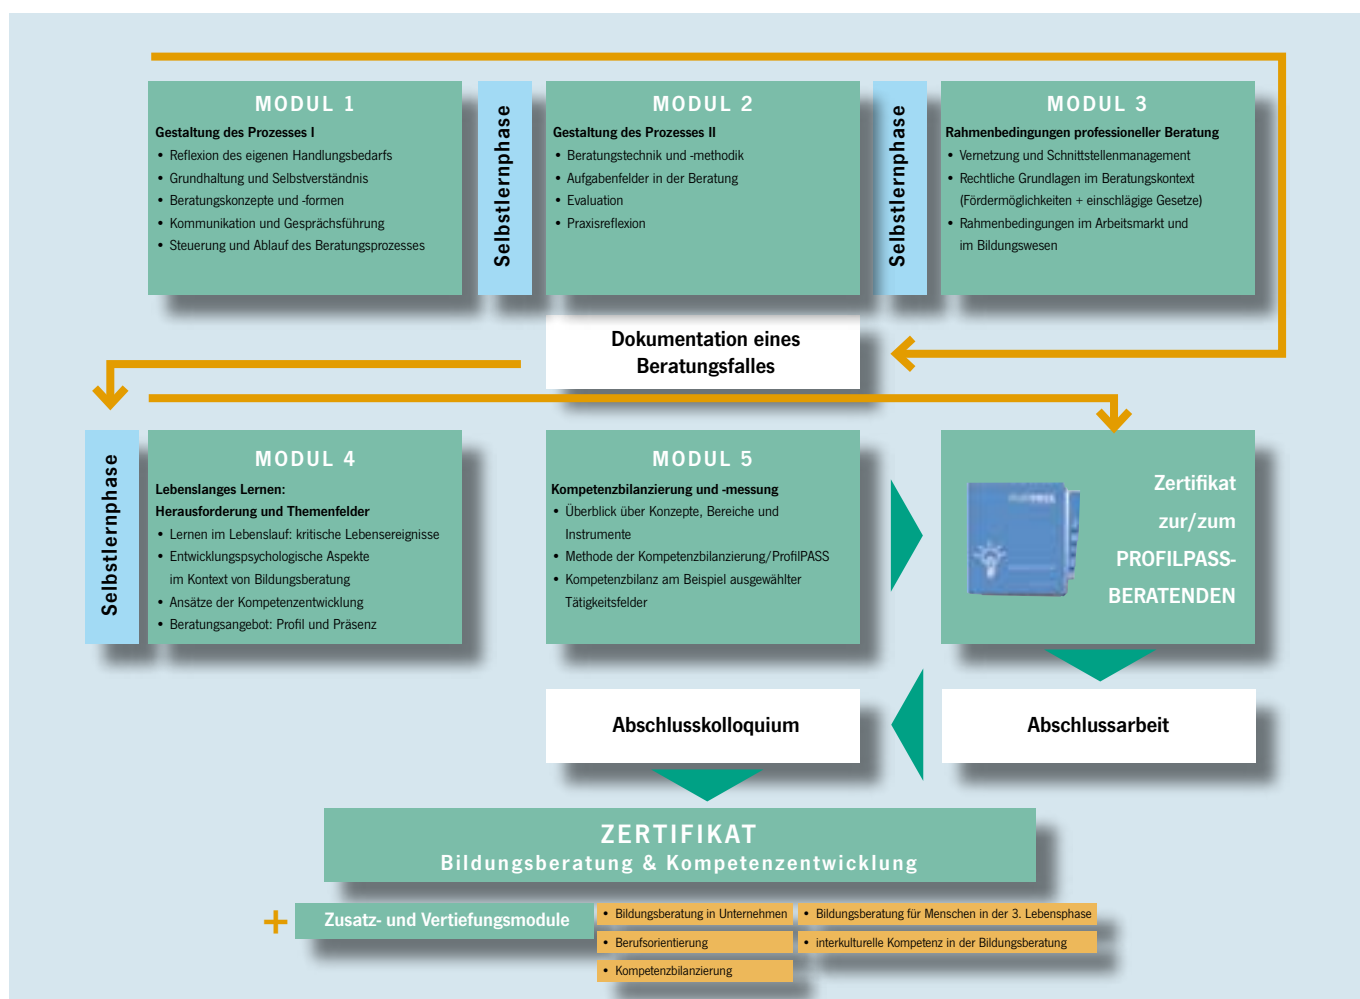 MODUL 1
Gestaltung des Prozesses I
• Reflexion des eigenen Handlungsbedarfs
• Grundhaltung und Selbstverständnis
• Beratungskonzepte und -formen
• Kommunikation und Gesprächsführung
• Steuerung und Ablauf des Beratungsprozesses
Selbstlernphase
MODUL 2
Gestaltung des Prozesses II
• Beratungstechnik und -methodik
• Aufgabenfelder in der Beratung
• Evaluation
• Praxisreflexion
Selbstlernphase
MODUL 3
Rahmenbedingungen professioneller Beratung
• Vernetzung und Schnittstellenmanagement
• Rechtliche Grundlagen im Beratungskontext
(Fördermöglichkeiten + einschlägige Gesetze)
• Rahmenbedingungen im Arbeitsmarkt und
im Bildungswesen
Dokumentation eines
Beratungsfalles
Selbstlernphase
MODUL 4
Lebenslanges Lernen:
Herausforderung und Themenfelder
• Lernen im Lebenslauf: kritische Lebensereignisse
• Entwicklungspsychologische Aspekte
im Kontext von Bildungsberatung
• Ansätze der Kompetenzentwicklung
• Beratungsangebot: Profil und Präsenz
MODUL 5
Kompetenzbilanzierung und -messung
• Überblick über Konzepte, Bereiche und
Instrumente
• Methode der Kompetenzbilanzierung/ProfilPASS
• Kompetenzbilanz am Beispiel ausgewählter
Tätigkeitsfelder
Zertifikat
zur/zum
PROFILPASS-
BERATENDEN
Abschlusskolloquium
Abschlussarbeit
ZERTIFIKAT
Bildungsberatung & Kompetenzentwicklung
+ Zusatz- und Vertiefungsmodule
• Bildungsberatung in Unternehmen
• Berufsorientierung
• Kompetenzbilanzierung
• Bildungsberatung für Menschen in der 3. Lebensphase
• interkulturelle Kompetenz in der Bildungsberatung